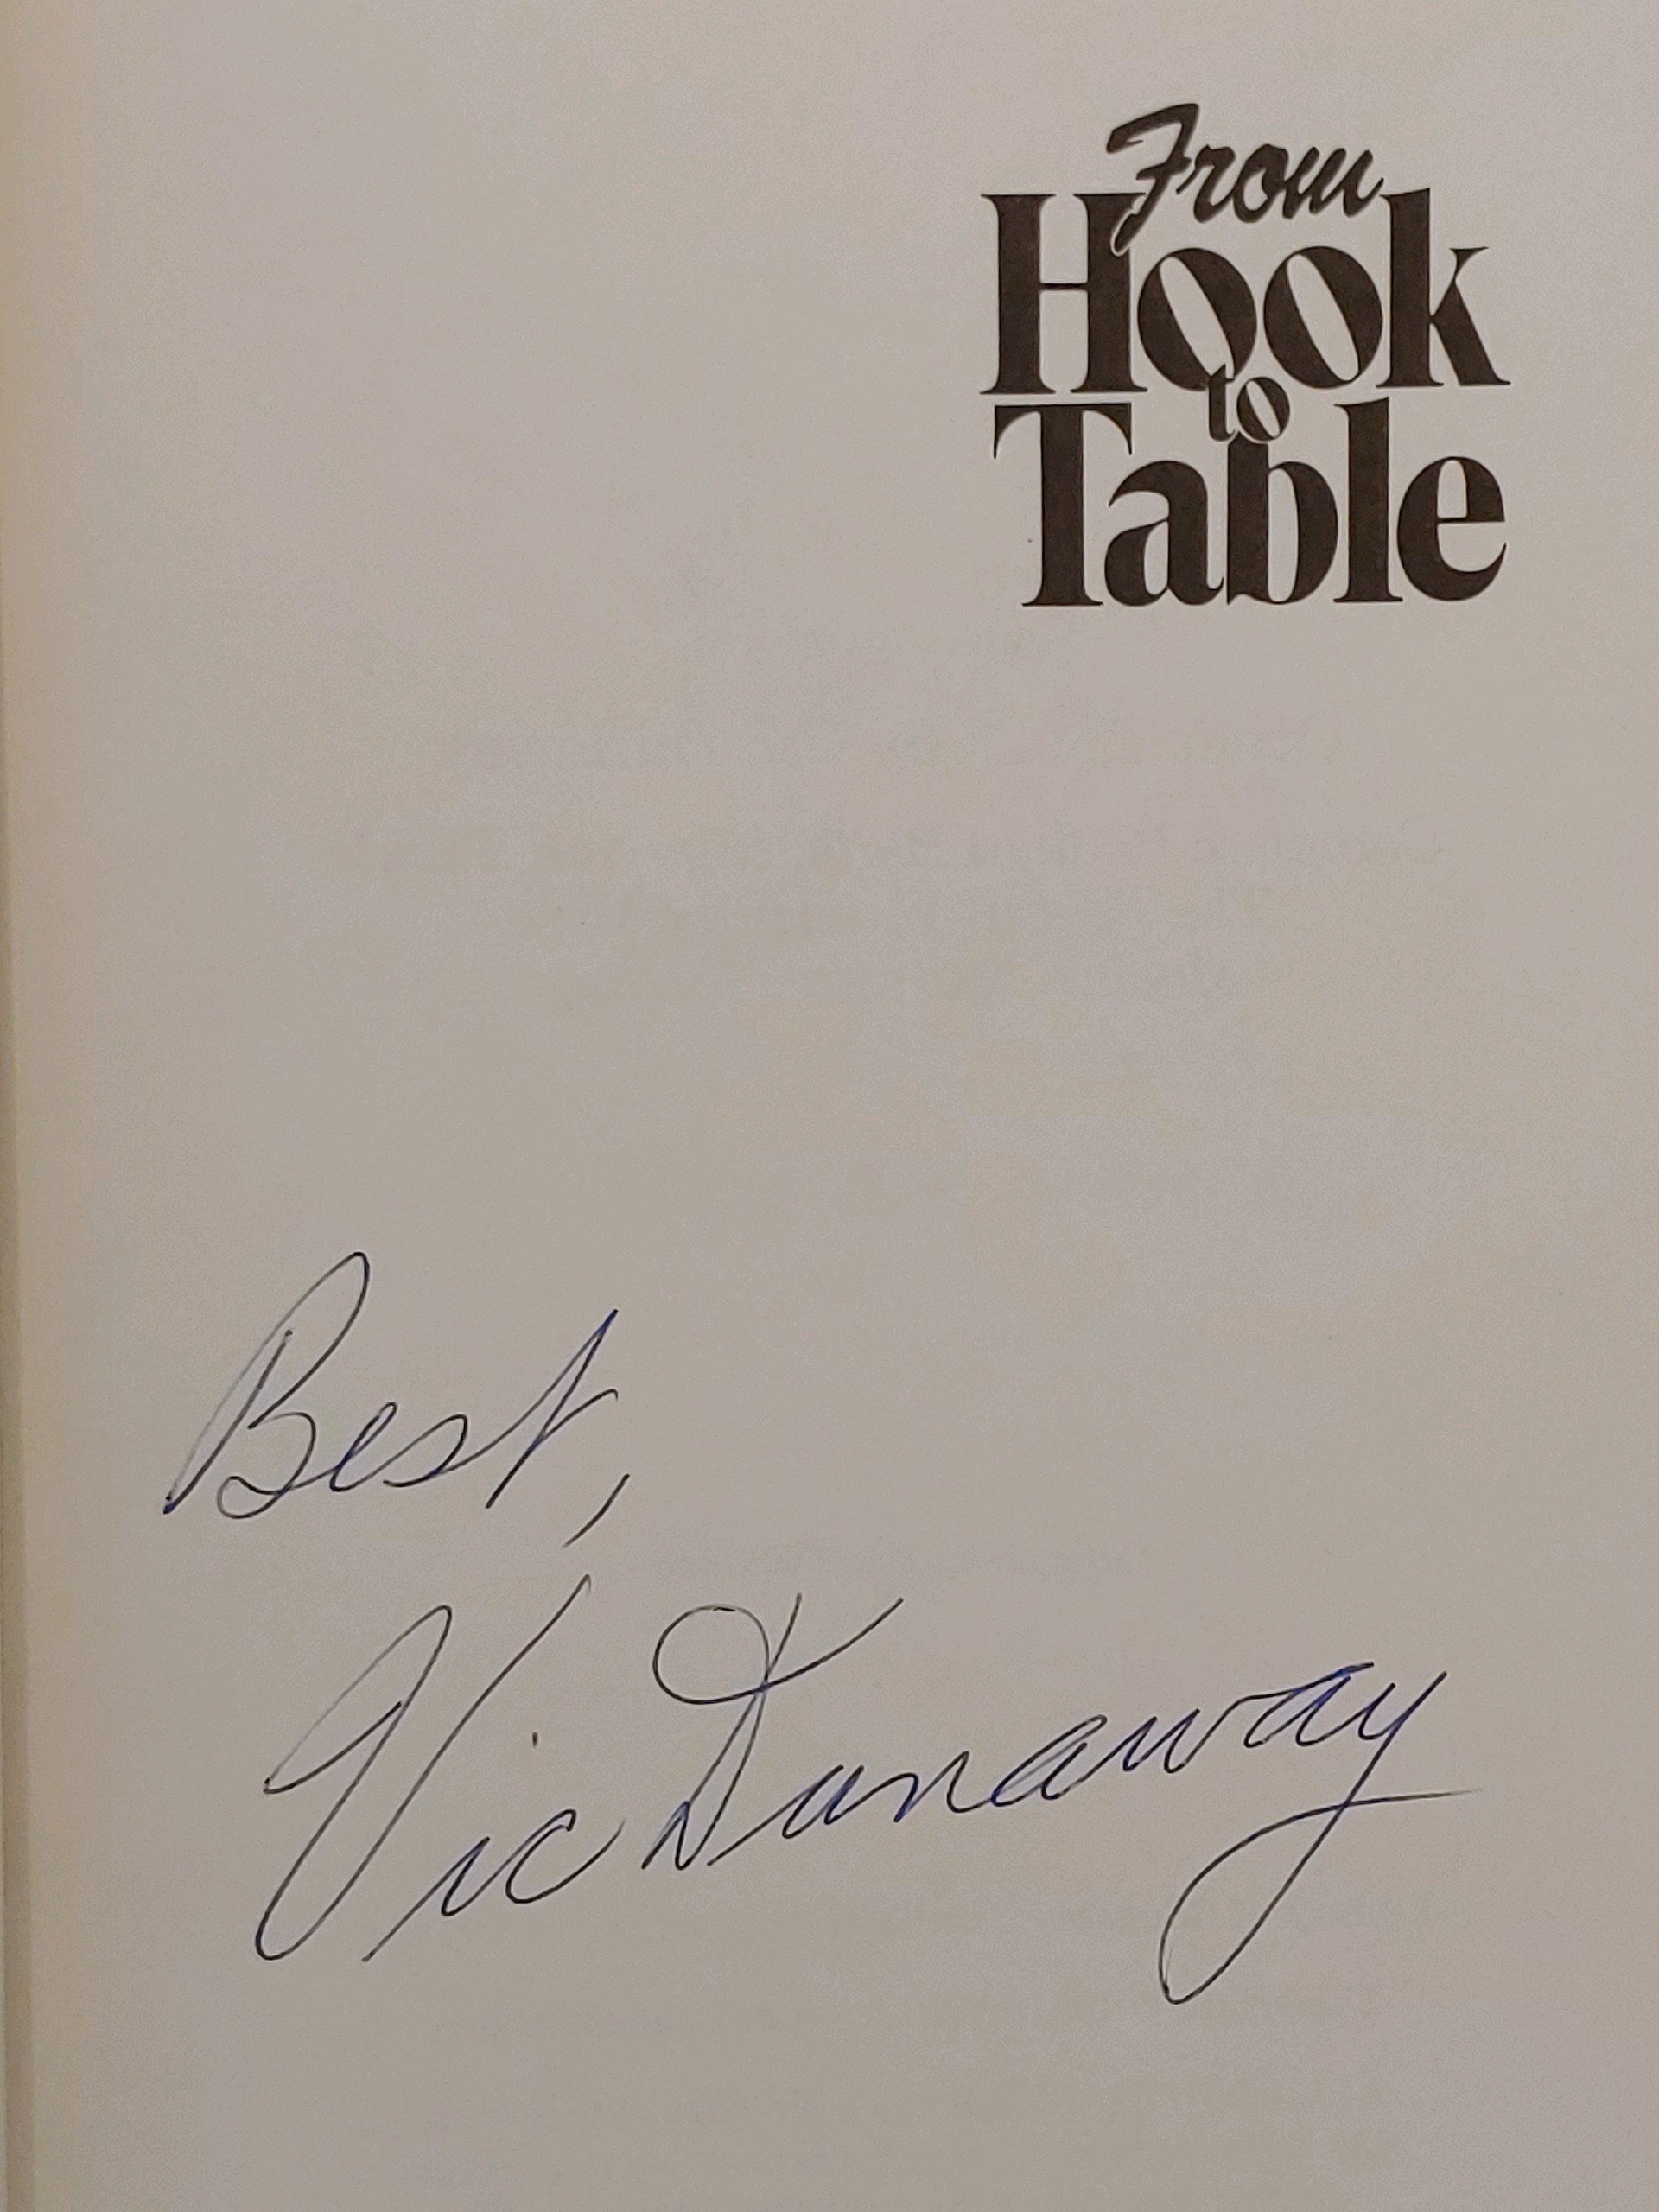 From
Hook
to
Table
Best,
Vic Dunaway